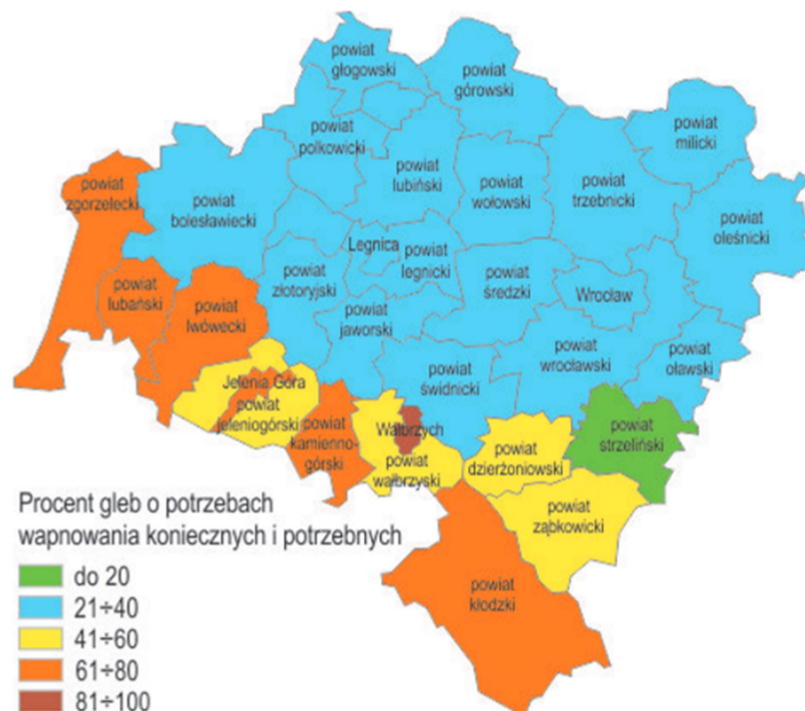 powiat
głogowski
powiat
górowski
powiat
milicki
powiat
polkowicki
powiat
lubiński
powiat
wołowski
powiat
trzebnicki
powiat
zgorzelecki
powiat
bolesławiecki
powiat
oleśnicki
Legnica
powiat
legnicki
powiat
złotoryjski
powiat
średzki
Wrocław
powiat
lubański
powiat
lwówecki
powiat
jaworski
powiat
wrocławski
powiat
oławski
powiat
świdnicki
Jelenia Góra
powiat
jeleniogórski
powiat
kamienno-
górski
Wałbrzych
powiat
wałbrzyski
powiat
dzierżoniowski
powiat
strzeliński
powiat
ząbkowicki
powiat
kłodzki
Procent gleb o potrzebach
wapnowania koniecznych i potrzebnych
do 20
21÷40
41÷60
61÷80
81÷100